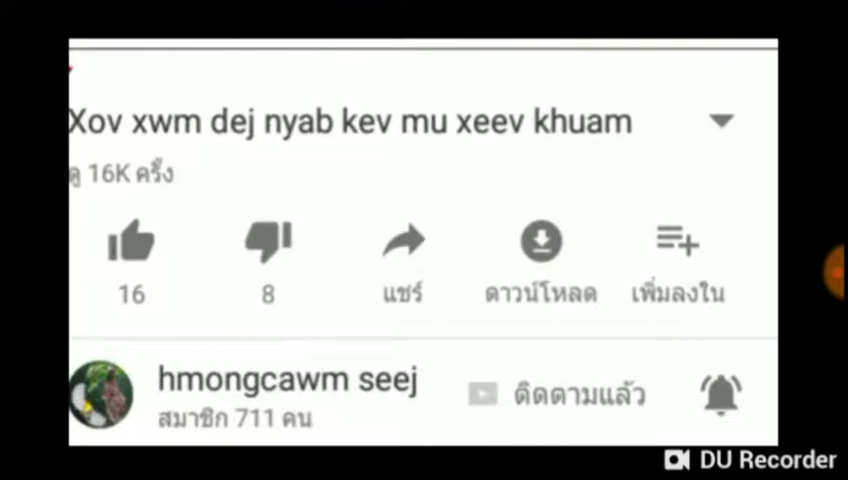 Xov xwm dej nyab kev mu xeev khuam
ดู 16K ครั้ง
16 8 แชร์ ดาวน์โหลด เพิ่มลงใน
hmongcawm seej ติดตามแล้ว
สมาชิก 711 คน
DU Recorder